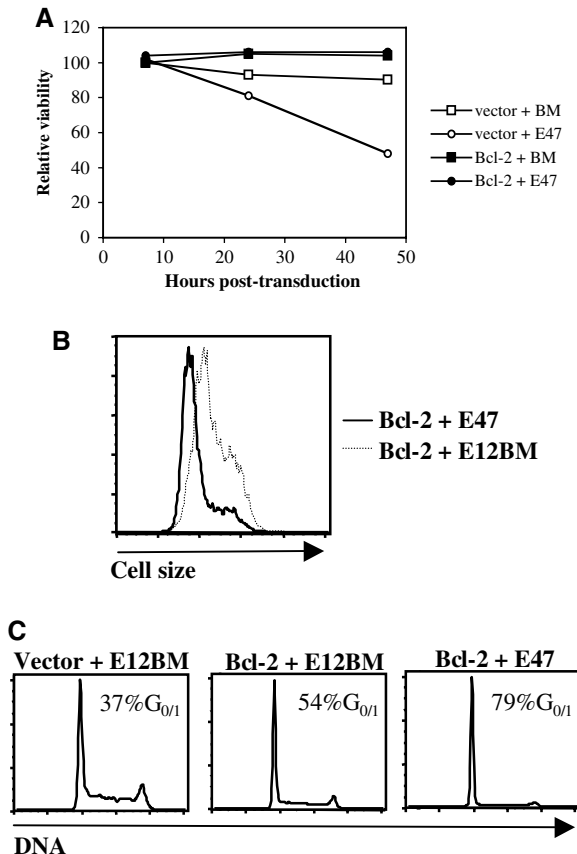 A
120
100
80
60
40
20
0
Relative viability
0 10 20 30 40 50
Hours post-transduction
vector + BM
vector + E47
Bcl-2 + BM
Bcl-2 + E47
B
Bcl-2 + E47
Bcl-2 + E12BM
Cell size
C
Vector + E12BM Bcl-2 + E12BM Bcl-2 + E47
37%G0/1 54%G0/1 79%G0/1
DNA